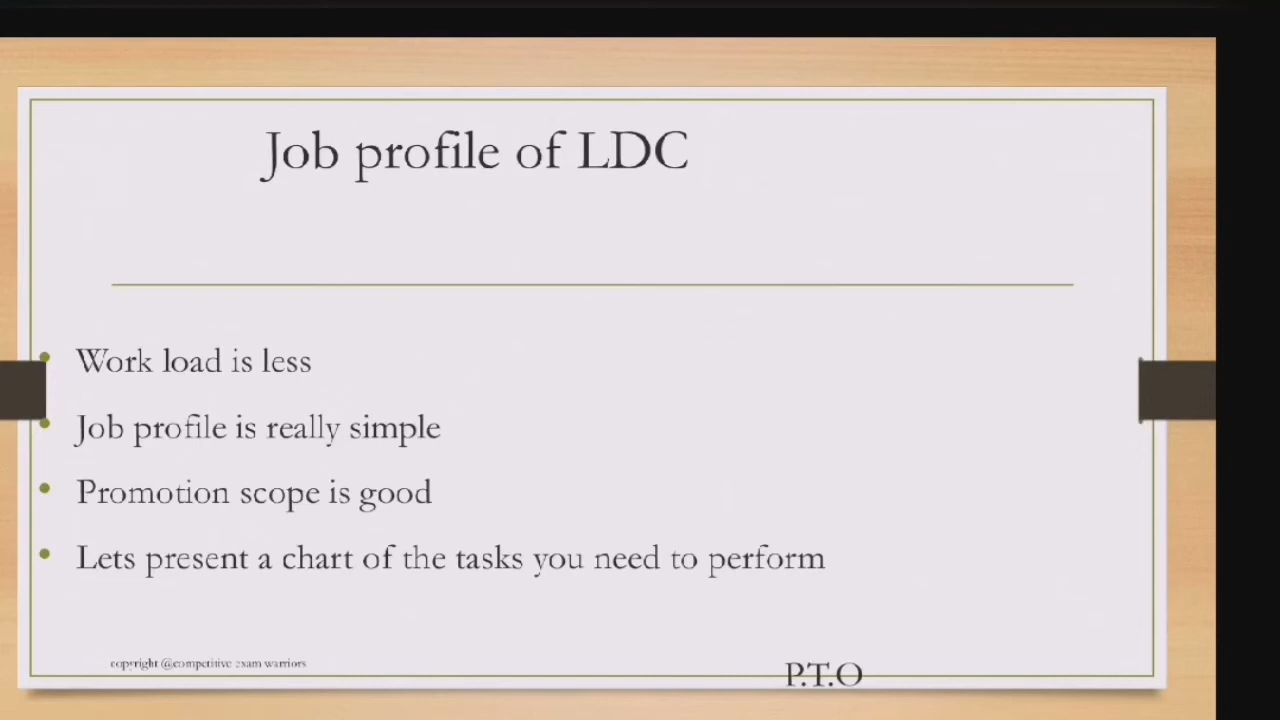 Job profile of LDC
Work load is less
Job profile is really simple
Promotion scope is good
Lets present a chart of the tasks you need to perform
copyright @competitive exam warriors
P.T.O